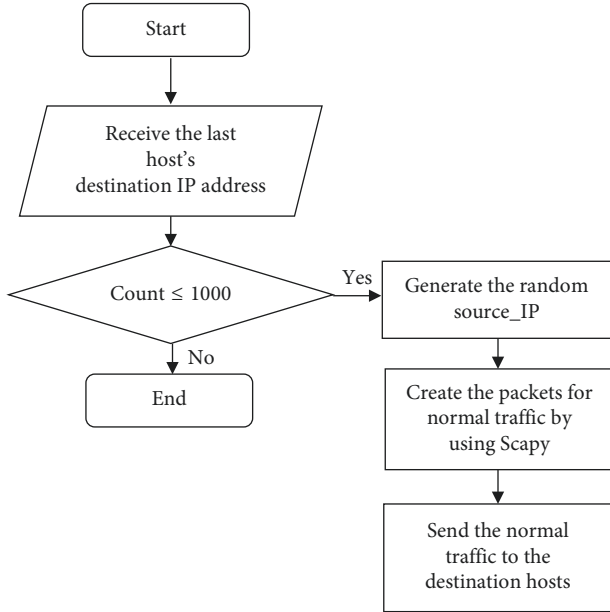 Start
Receive the last
host's
destination IP address
Count ≤ 1000
Yes
No
End
Generate the random
source_IP
Create the packets for
normal traffic by
using Scapy
Send the normal
traffic to the
destination hosts